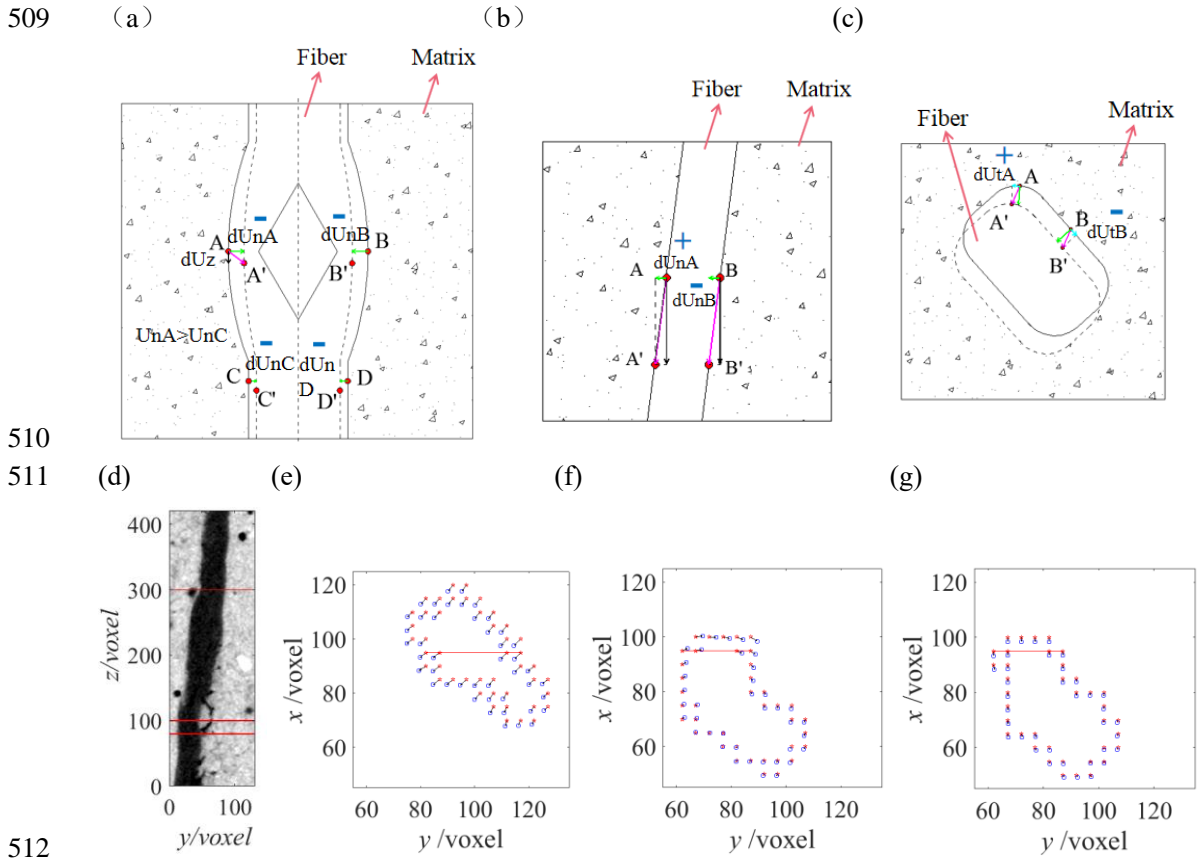 509 （a） （b） (c)
Fiber Matrix
Fiber Matrix
Fiber Matrix
dUnA dUnB
A B
dUz A' B'
UnA>UnC
dUnC dUn
C D
C' D' D
dUnA
A B
dUnB
A' B'
dUtA A
A' B dUtB
B'
510
511 (d) (e) (f) (g)
400
300
200
100
0
z/voxel
0 100
y/voxel
120
100
80
60
x /voxel
60 80 100 120
y /voxel
120
100
80
60
x /voxel
60 80 100 120
y /voxel
120
100
80
60
x /voxel
60 80 100 120
y /voxel
512